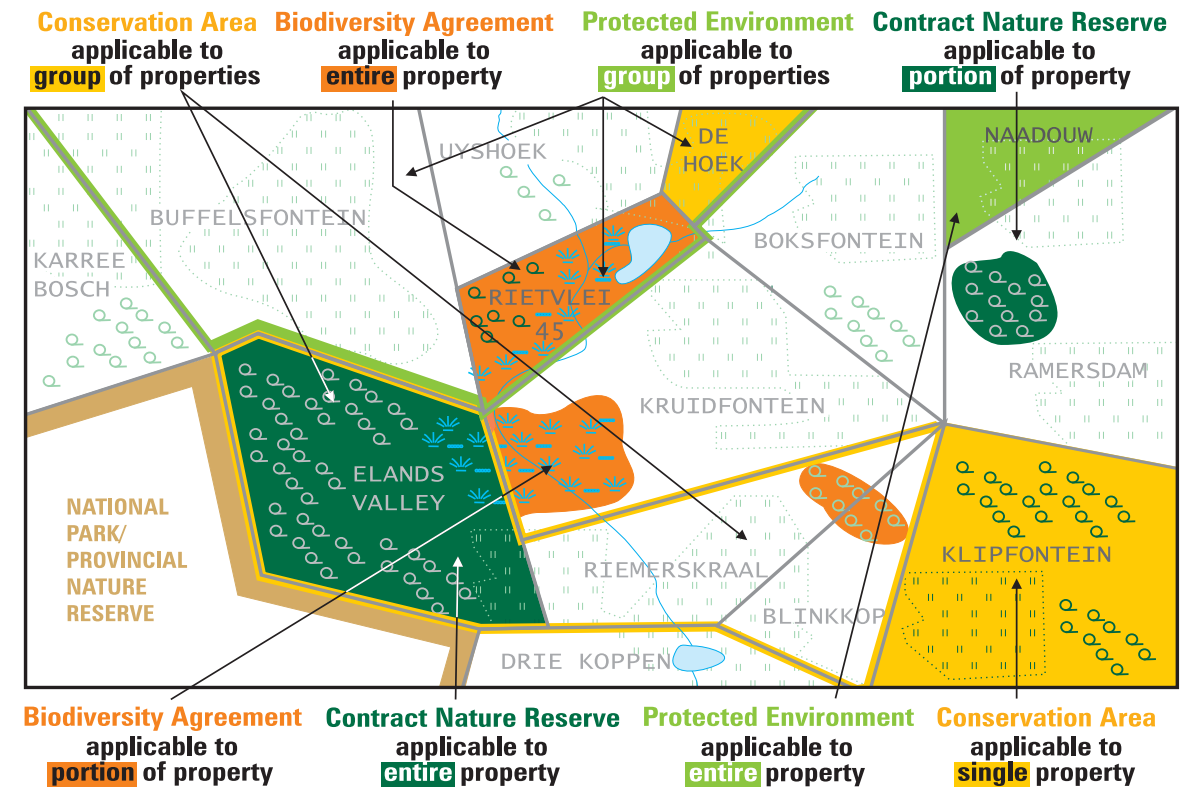 Conservation Area
applicable to
group of properties
Biodiversity Agreement
applicable to
entire property
Protected Environment
applicable to
group of properties
Contract Nature Reserve
applicable to
portion of property
UYSHOEK
DE
HOEK
NAADOUW
BUFFELSFONTEIN
BOKSFONTEIN
KARREE
BOSCH
RIETVLEI
45
RAMERSDAM
KRUIDFONTEIN
ELANDS
VALLEY
NATIONAL
PARK/
PROVINCIAL
NATURE
RESERVE
KLIPFONTEIN
RIEMERSKRAAL
BLINKKOP
DRIE KOPPEN
Biodiversity Agreement
applicable to
portion of property
Contract Nature Reserve
applicable to
entire property
Protected Environment
applicable to
entire property
Conservation Area
applicable to
single property